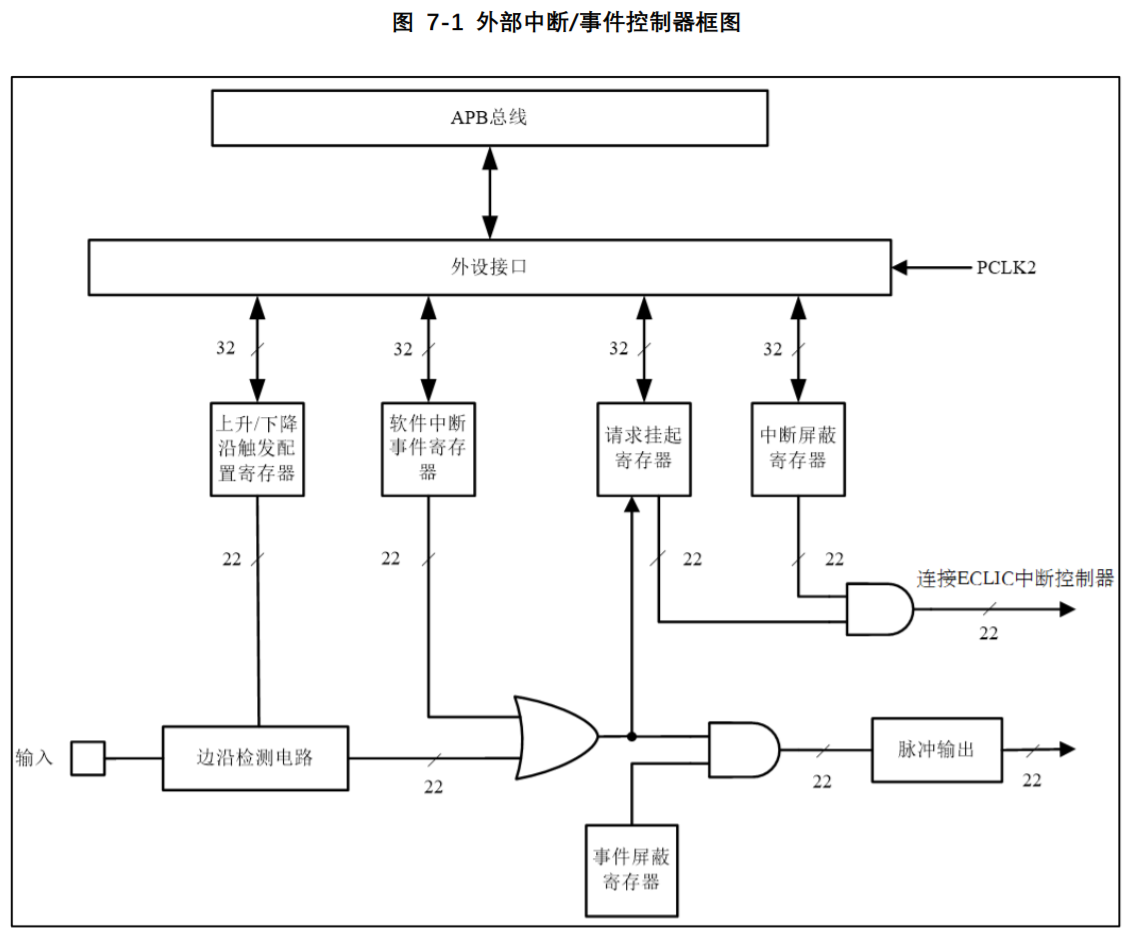 图 7-1 外部中断/事件控制器框图
APB总线
外设接口
PCLK2
32
32
32
32
上升/下降
沿触发配
置寄存器
软件中断
事件寄存
器
请求挂起
寄存器
中断屏蔽
寄存器
22
22
22
22
连接ECLIC中断控制器
22
输入
边沿检测电路
22
22
脉冲输出
22
事件屏蔽
寄存器